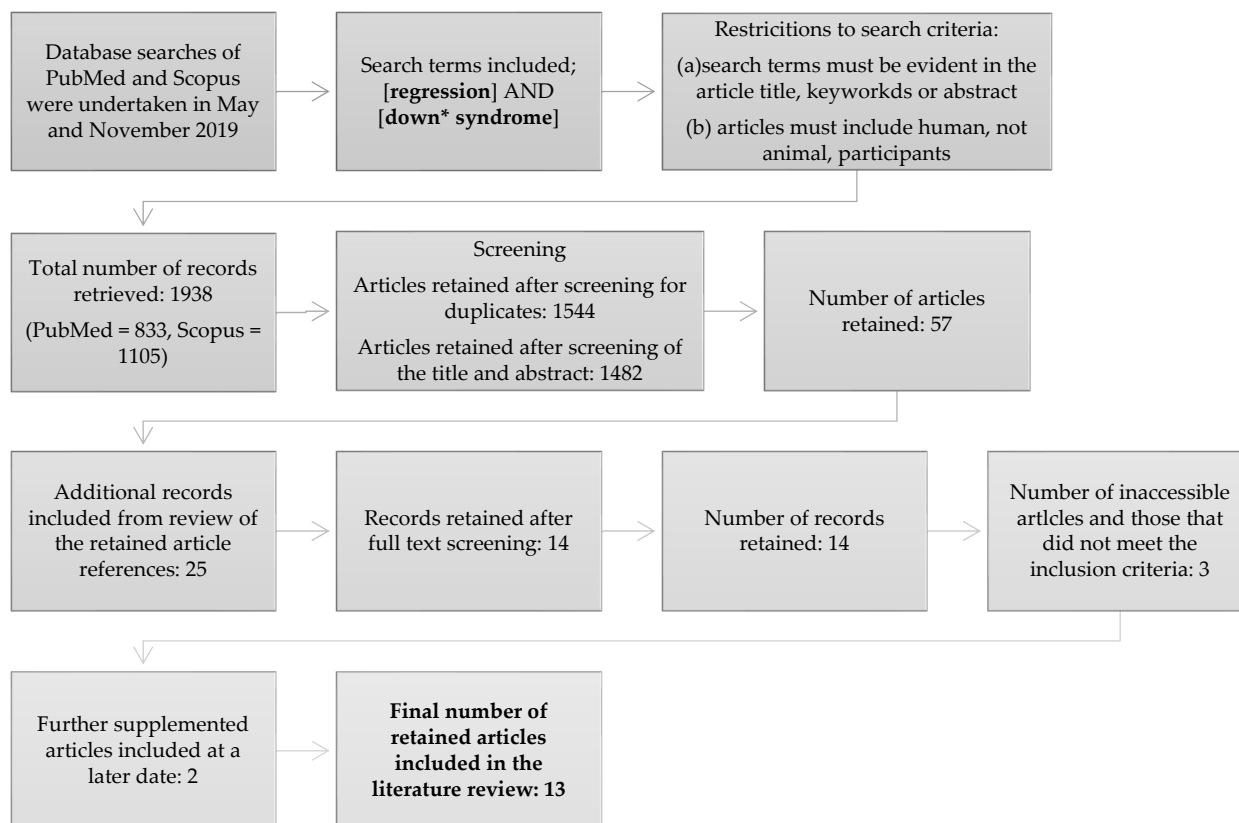 Database searches of
PubMed and Scopus
were undertaken in May
and November 2019
Search terms included;
[regression] AND
[down* syndrome]
Restricitions to search criteria:
(a)search terms must be evident in the
article title, keyworkds or abstract
(b) articles must include human, not
animal, participants
Total number of records
retrieved: 1938
(PubMed = 833, Scopus =
1105)
Screening
Articles retained after screening for
duplicates: 1544
Articles retained after screening of
the title and abstract: 1482
Number of articles
retained: 57
Additional records
included from review of
the retained article
references: 25
Records retained after
full text screening: 14
Number of records
retained: 14
Number of inaccessible
artlcles and those that
did not meet the
inclusion criteria: 3
Further supplemented
articles included at a
later date: 2
Final number of
retained articles
included in the
literature review: 13